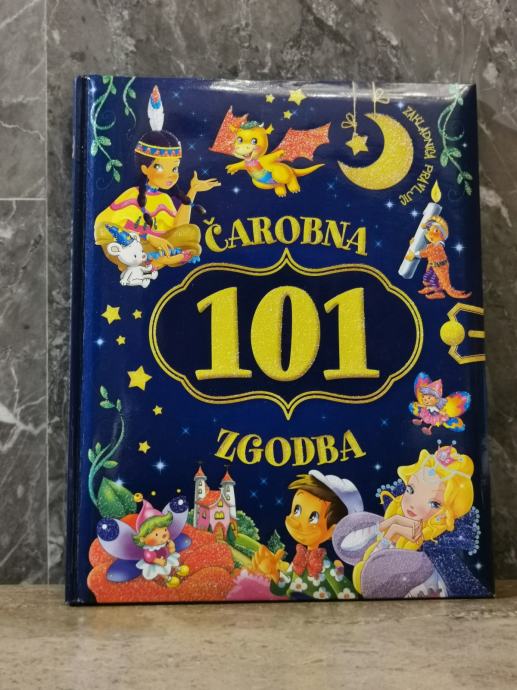 ZAKLADNICA PRAVLJIC
ČAROBNA
101
ZGODBA